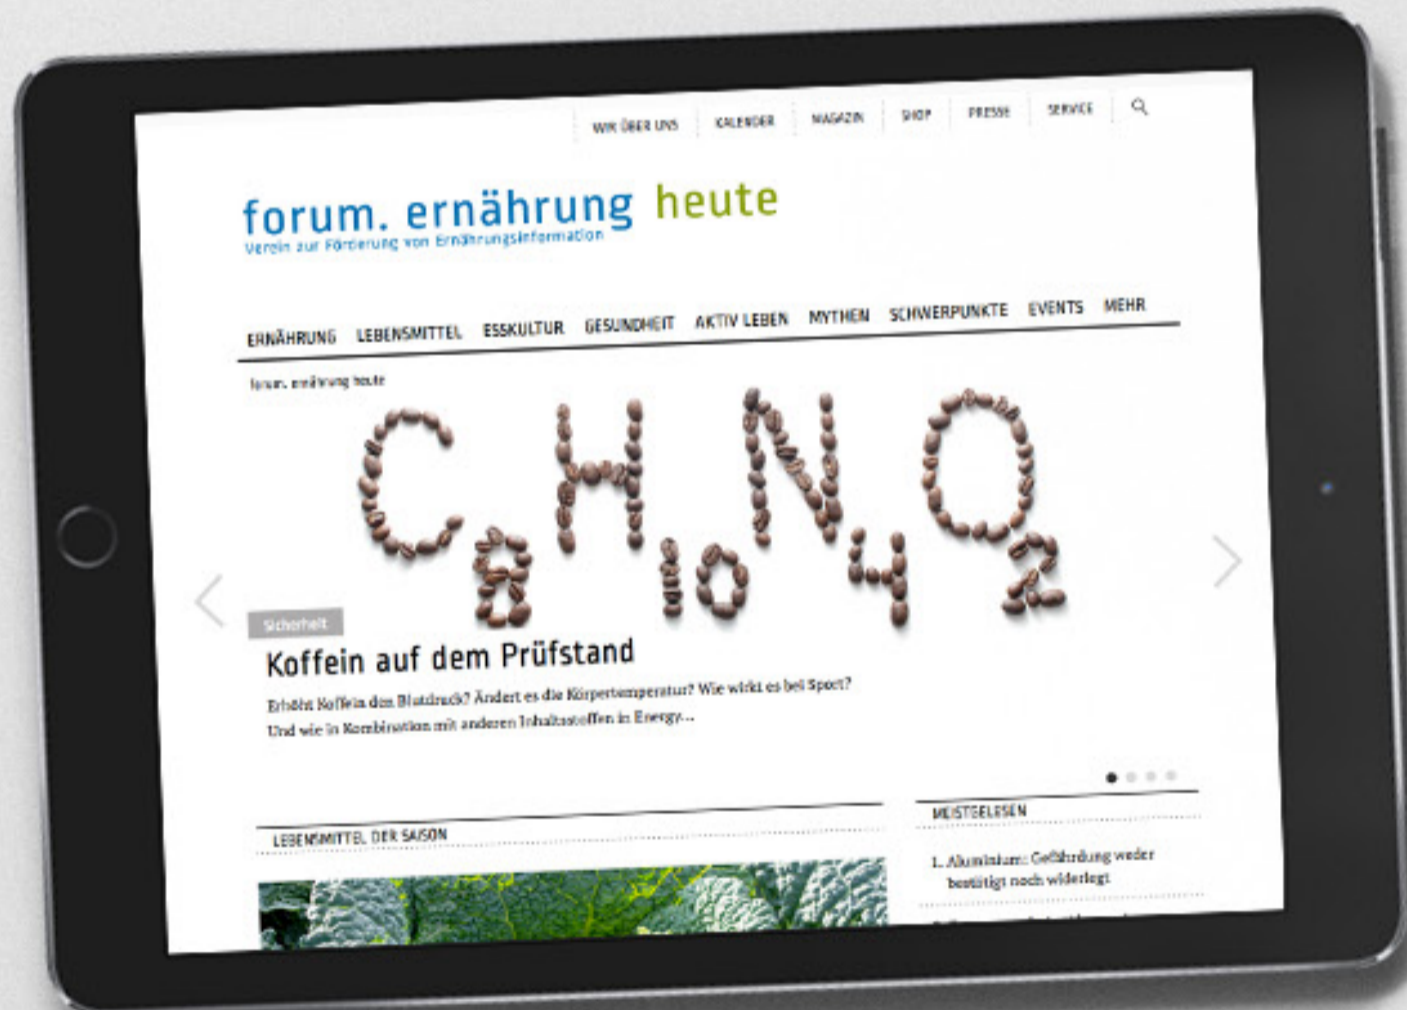 WIR ÜBER UNS KALENDER MAGAZIN SHOP PRESSE SERVICE
forum. ernährung heute
Verein zur Förderung von Ernährungsinformation
ERNÄHRUNG LEBENSMITTEL ESSKULTUR GESUNDHEIT AKTIV LEBEN MYTHEN SCHWERPUNKTE EVENTS MEHR
forum. ernährung heute
C8H10N4O2
Sicherheit
Koffein auf dem Prüfstand
Erhöht Koffein den Blutdruck? Ändert es die Körpertemperatur? Wie wirkt es bei Sport?
Und wie in Kombination mit anderen Inhaltsstoffen in Energy...
LEBENSMITTEL DER SAISON
MEISTGELESEN
1. Aluminium: Gefährdung weder
bestätigt noch widerlegt